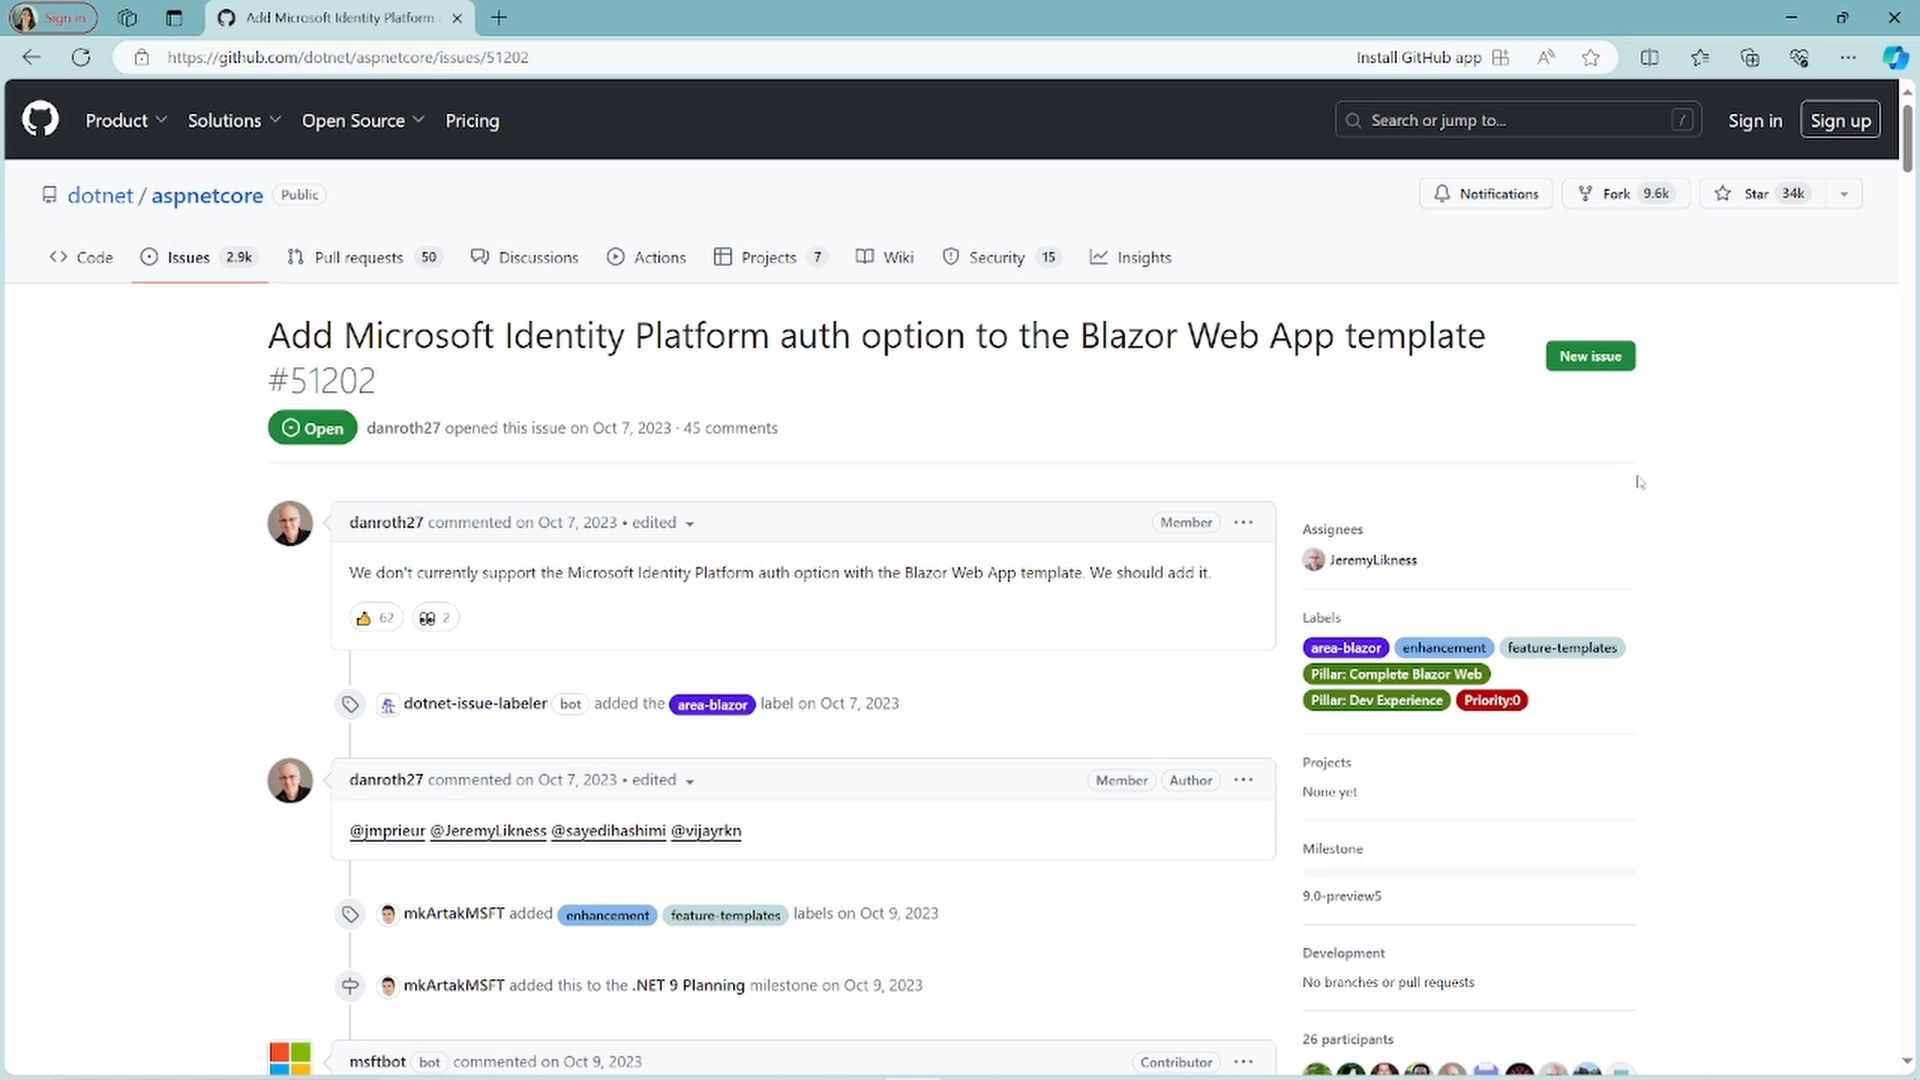 Sign in
Add Microsoft Identity Platform
https://github.com/dotnet/aspnetcore/issues/51202
Install GitHub app
Product
Solutions
Open Source
Pricing
Search or jump to...
/
Sign in
Sign up
dotnet / aspnetcore
Public
Notifications
Fork 9.6k
Star 34k
Code
Issues 2.9k
Pull requests 50
Discussions
Actions
Projects 7
Wiki
Security 15
Insights
Add Microsoft Identity Platform auth option to the Blazor Web App template
#51202
New issue
Open
danroth27 opened this issue on Oct 7, 2023 · 45 comments
danroth27 commented on Oct 7, 2023 • edited
Member
We don't currently support the Microsoft Identity Platform auth option with the Blazor Web App template. We should add it.
62
2
dotnet-issue-labeler bot added the area-blazor label on Oct 7, 2023
danroth27 commented on Oct 7, 2023 • edited
Member
Author
@jmprieur @JeremyLikness @sayedihashimi @vijayrkn
mkArtakMSFT added enhancement feature-templates labels on Oct 9, 2023
mkArtakMSFT added this to the .NET 9 Planning milestone on Oct 9, 2023
msftbot bot commented on Oct 9, 2023
Contributor
Assignees
JeremyLikness
Labels
area-blazor enhancement feature-templates
Pillar: Complete Blazor Web
Pillar: Dev Experience Priority:0
Projects
None yet
Milestone
9.0-preview5
Development
No branches or pull requests
26 participants